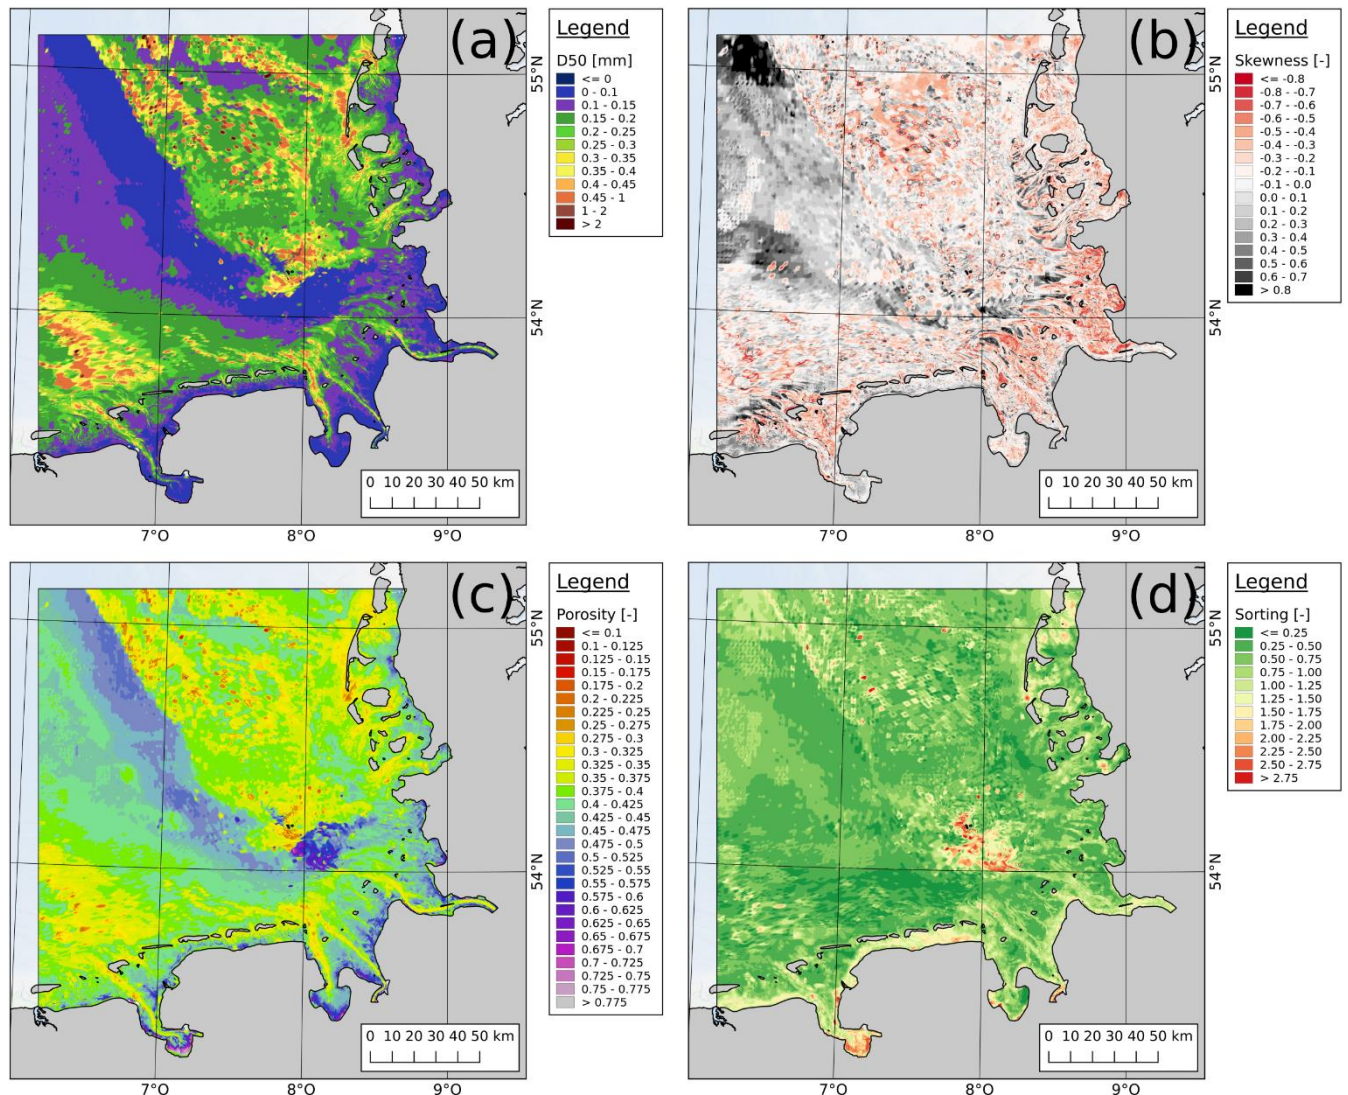 (a)
Legend
D50 [mm]
<= 0
0 - 0.1
0.1 - 0.15
0.15 - 0.2
0.2 - 0.25
0.25 - 0.3
0.3 - 0.35
0.35 - 0.4
0.4 - 0.45
0.45 - 1
1 - 2
> 2
55°N
54°N
0 10 20 30 40 50 km
7°O 8°O 9°O
(b)
Legend
Skewness [-]
<= -0.8
-0.8 - -0.7
-0.7 - -0.6
-0.6 - -0.5
-0.5 - -0.4
-0.4 - -0.3
-0.3 - -0.2
-0.2 - -0.1
-0.1 - 0.0
0.0 - 0.1
0.1 - 0.2
0.2 - 0.3
0.3 - 0.4
0.4 - 0.5
0.5 - 0.6
0.6 - 0.7
> 0.8
55°N
54°N
0 10 20 30 40 50 km
7°O 8°O 9°O
(c)
Legend
Porosity [-]
<= 0.1
0.1 - 0.125
0.125 - 0.15
0.15 - 0.175
0.175 - 0.2
0.2 - 0.225
0.225 - 0.25
0.25 - 0.275
0.275 - 0.3
0.3 - 0.325
0.325 - 0.35
0.35 - 0.375
0.375 - 0.4
0.4 - 0.425
0.425 - 0.45
0.45 - 0.475
0.475 - 0.5
0.5 - 0.525
0.525 - 0.55
0.55 - 0.575
0.575 - 0.6
0.6 - 0.625
0.625 - 0.65
0.65 - 0.675
0.675 - 0.7
0.7 - 0.725
0.725 - 0.75
0.75 - 0.775
> 0.775
55°N
54°N
0 10 20 30 40 50 km
7°O 8°O 9°O
(d)
Legend
Sorting [-]
<= 0.25
0.25 - 0.50
0.50 - 0.75
0.75 - 1.00
1.00 - 1.25
1.25 - 1.50
1.50 - 1.75
1.75 - 2.00
2.00 - 2.25
2.25 - 2.50
2.50 - 2.75
> 2.75
55°N
54°N
0 10 20 30 40 50 km
7°O 8°O 9°O